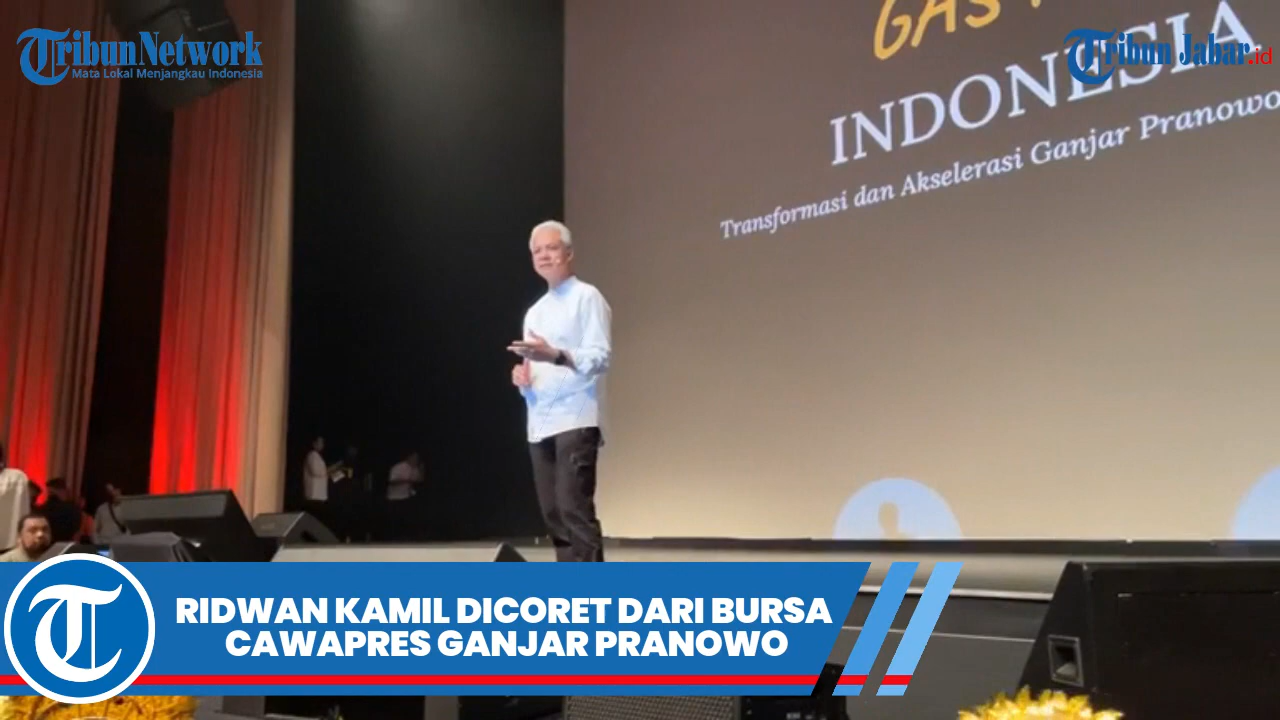 TribunNetwork
Mata Lokal Menjangkau Indonesia
Tribun Jabar.id
GAS
INDONESIA
Transformasi dan Akselerasi Ganjar Pranowo
T
RIDWAN KAMIL DICORET DARI BURSA
CAWAPRES GANJAR PRANOWO